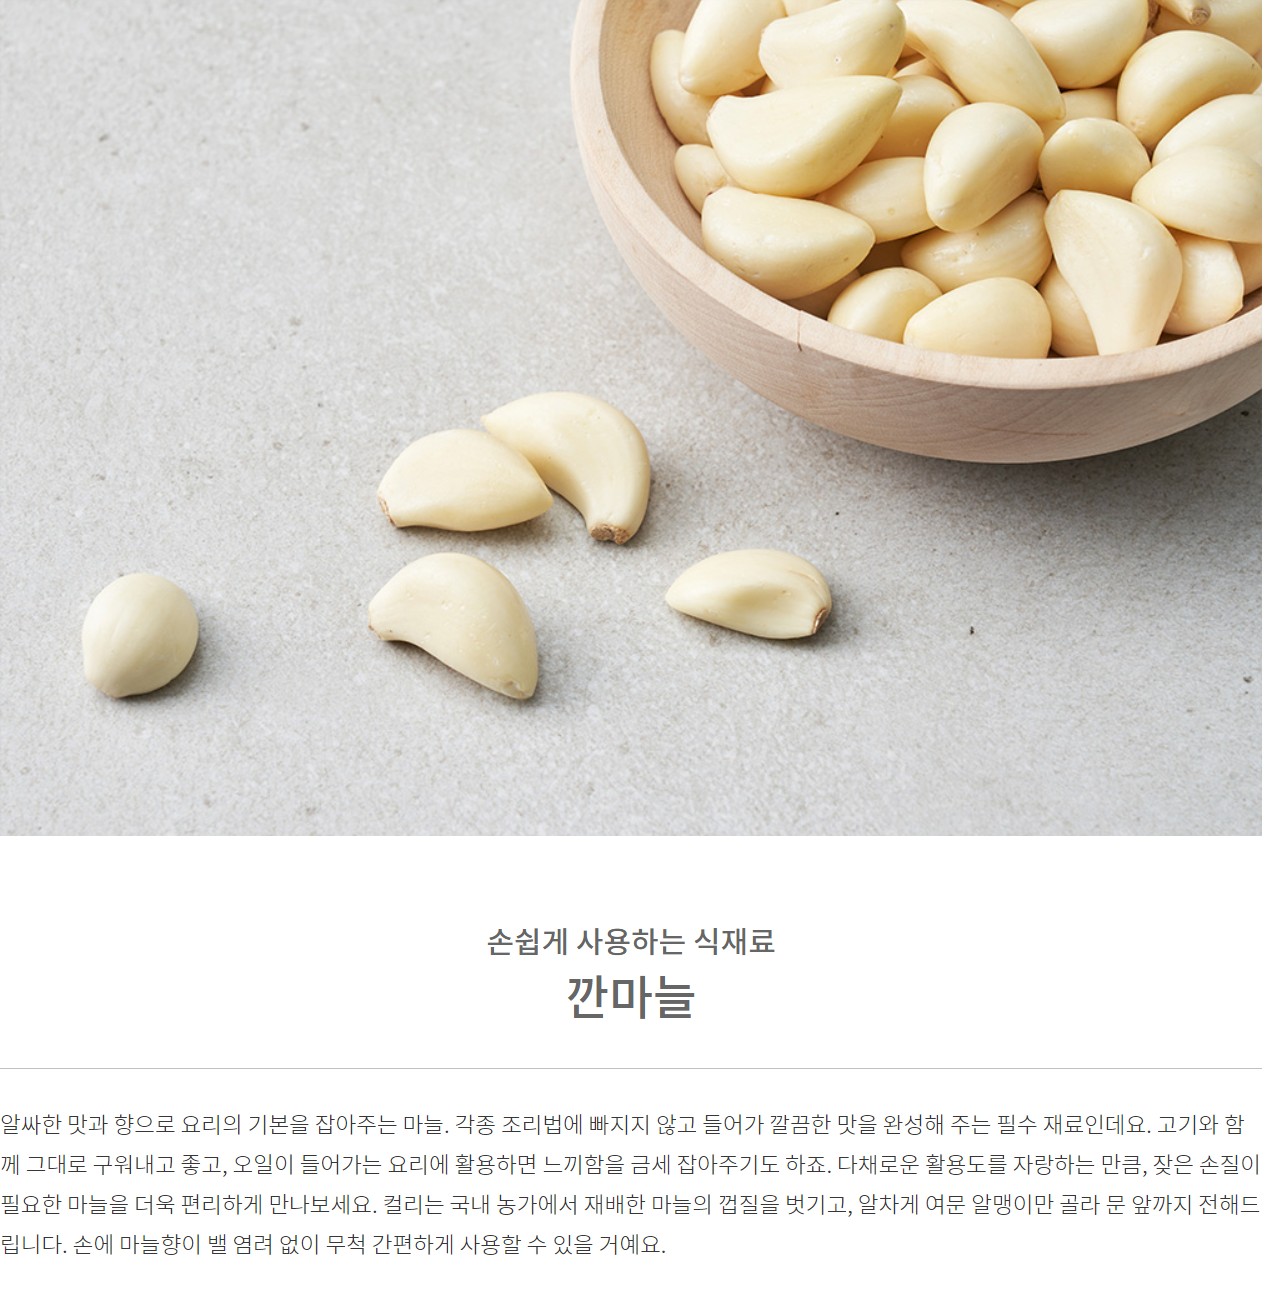 손쉽게 사용하는 식재료
깐마늘
알싸한 맛과 향으로 요리의 기본을 잡아주는 마늘. 각종 조리법에 빠지지 않고 들어가 깔끔한 맛을 완성해 주는 필수 재료인데요. 고기와 함
께 그대로 구워내고 좋고, 오일이 들어가는 요리에 활용하면 느끼함을 금세 잡아주기도 하죠. 다채로운 활용도를 자랑하는 만큼, 잦은 손질이
필요한 마늘을 더욱 편리하게 만나보세요. 컬리는 국내 농가에서 재배한 마늘의 껍질을 벗기고, 알차게 여문 알맹이만 골라 문 앞까지 전해드
립니다. 손에 마늘향이 밸 염려 없이 무척 간편하게 사용할 수 있을 거예요.